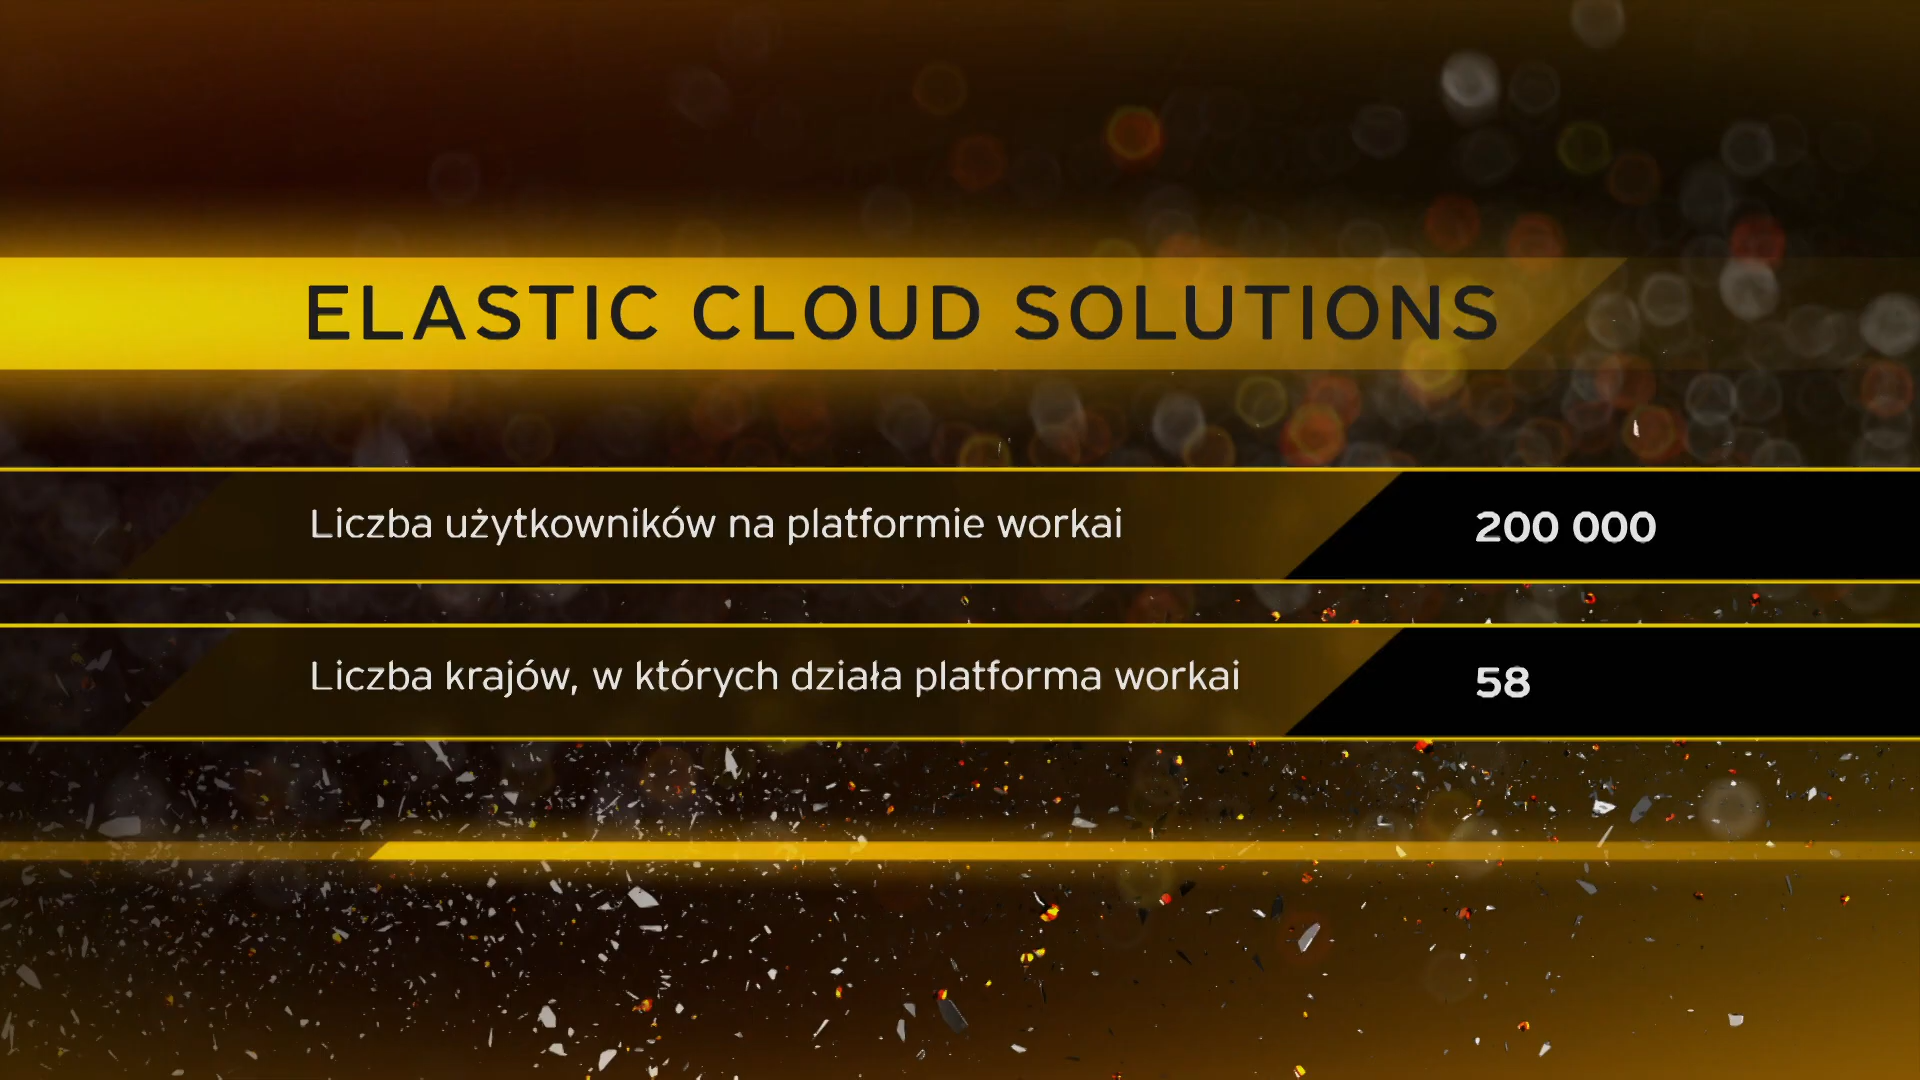 ELASTIC CLOUD SOLUTIONS
Liczba użytkowników na platformie workai
200 000
Liczba krajów, w których działa platforma workai
58